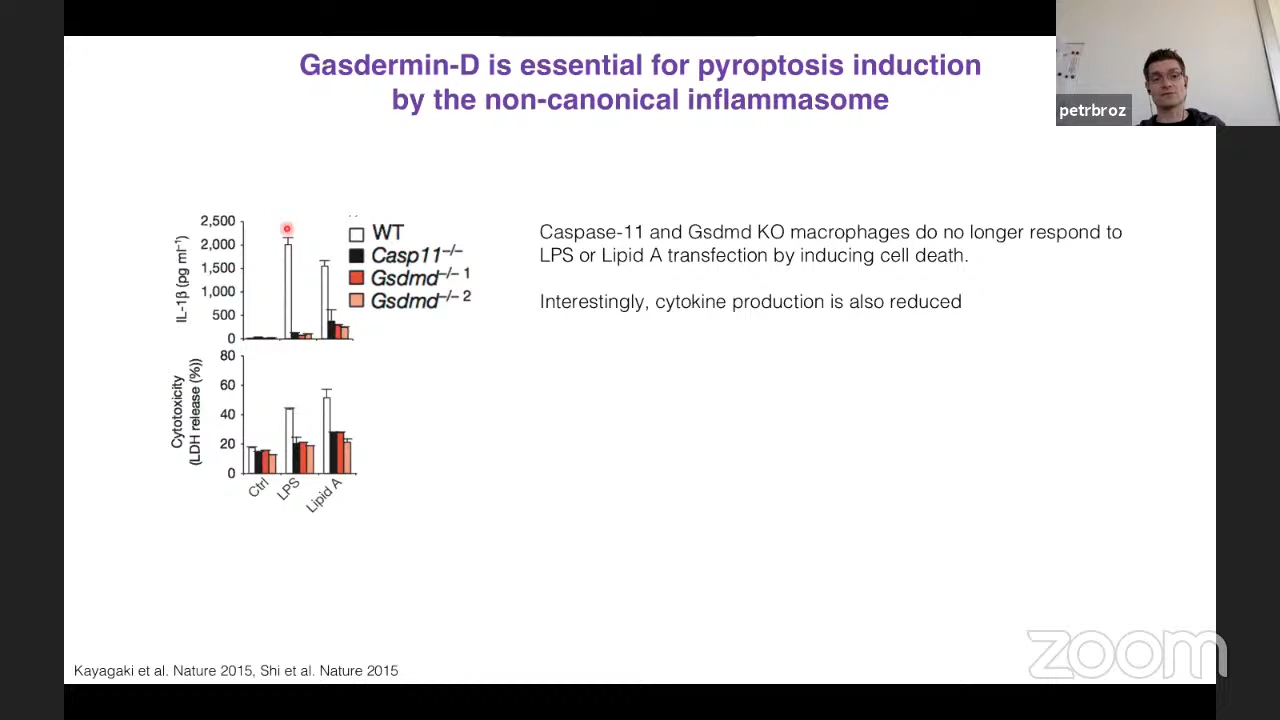 Gasdermin-D is essential for pyroptosis induction
by the non-canonical inflammasome
petrbroz
2,500
2,000
1,500
1,000
500
0
IL-1β (pg ml⁻¹)
WT
Casp11–/–
Gsdmd–/– 1
Gsdmd–/– 2
80
60
40
20
0
Cytotoxicity
(LDH release (%))
Ctrl
LPS
Lipid A
Caspase-11 and Gsdmd KO macrophages do no longer respond to
LPS or Lipid A transfection by inducing cell death.
Interestingly, cytokine production is also reduced
Kayagaki et al. Nature 2015, Shi et al. Nature 2015
zoom